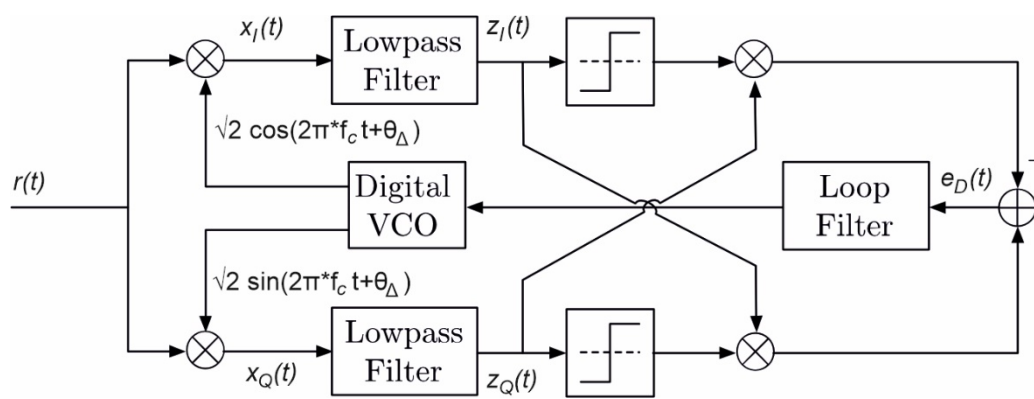 x_I(t)
Lowpass
Filter
z_I(t)
√2 cos(2π*f_c t+θ_Δ)
r(t)
Digital
VCO
Loop
Filter
e_D(t)
-
√2 sin(2π*f_c t+θ_Δ)
x_Q(t)
Lowpass
Filter
z_Q(t)